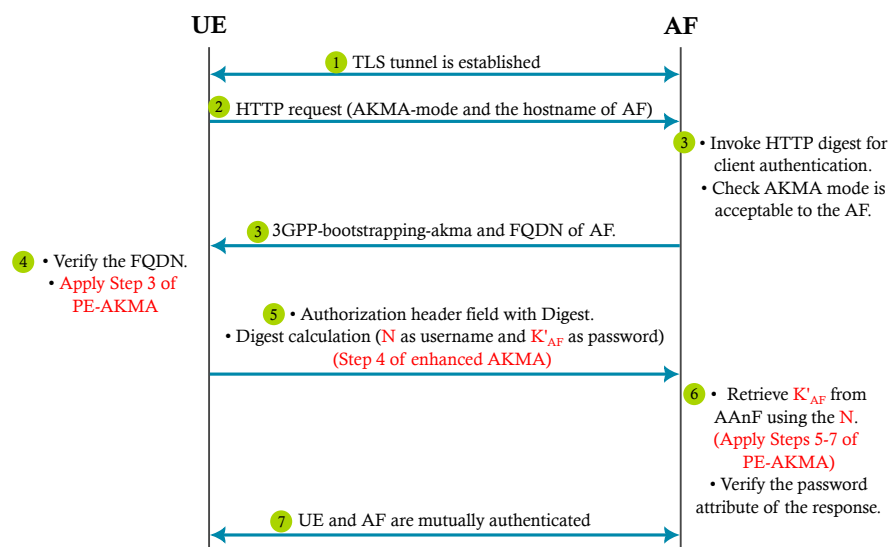 UE
AF
1 TLS tunnel is established
2 HTTP request (AKMA-mode and the hostname of AF)
3 • Invoke HTTP digest for
client authentication.
• Check AKMA mode is
acceptable to the AF.
3 3GPP-bootstrapping-akma and FQDN of AF.
4 • Verify the FQDN.
• Apply Step 3 of
PE-AKMA
5 • Authorization header field with Digest.
• Digest calculation (N as username and K'AF as password)
(Step 4 of enhanced AKMA)
6 • Retrieve K'AF from
AAnF using the N.
(Apply Steps 5-7 of
PE-AKMA)
• Verify the password
attribute of the response.
7 UE and AF are mutually authenticated